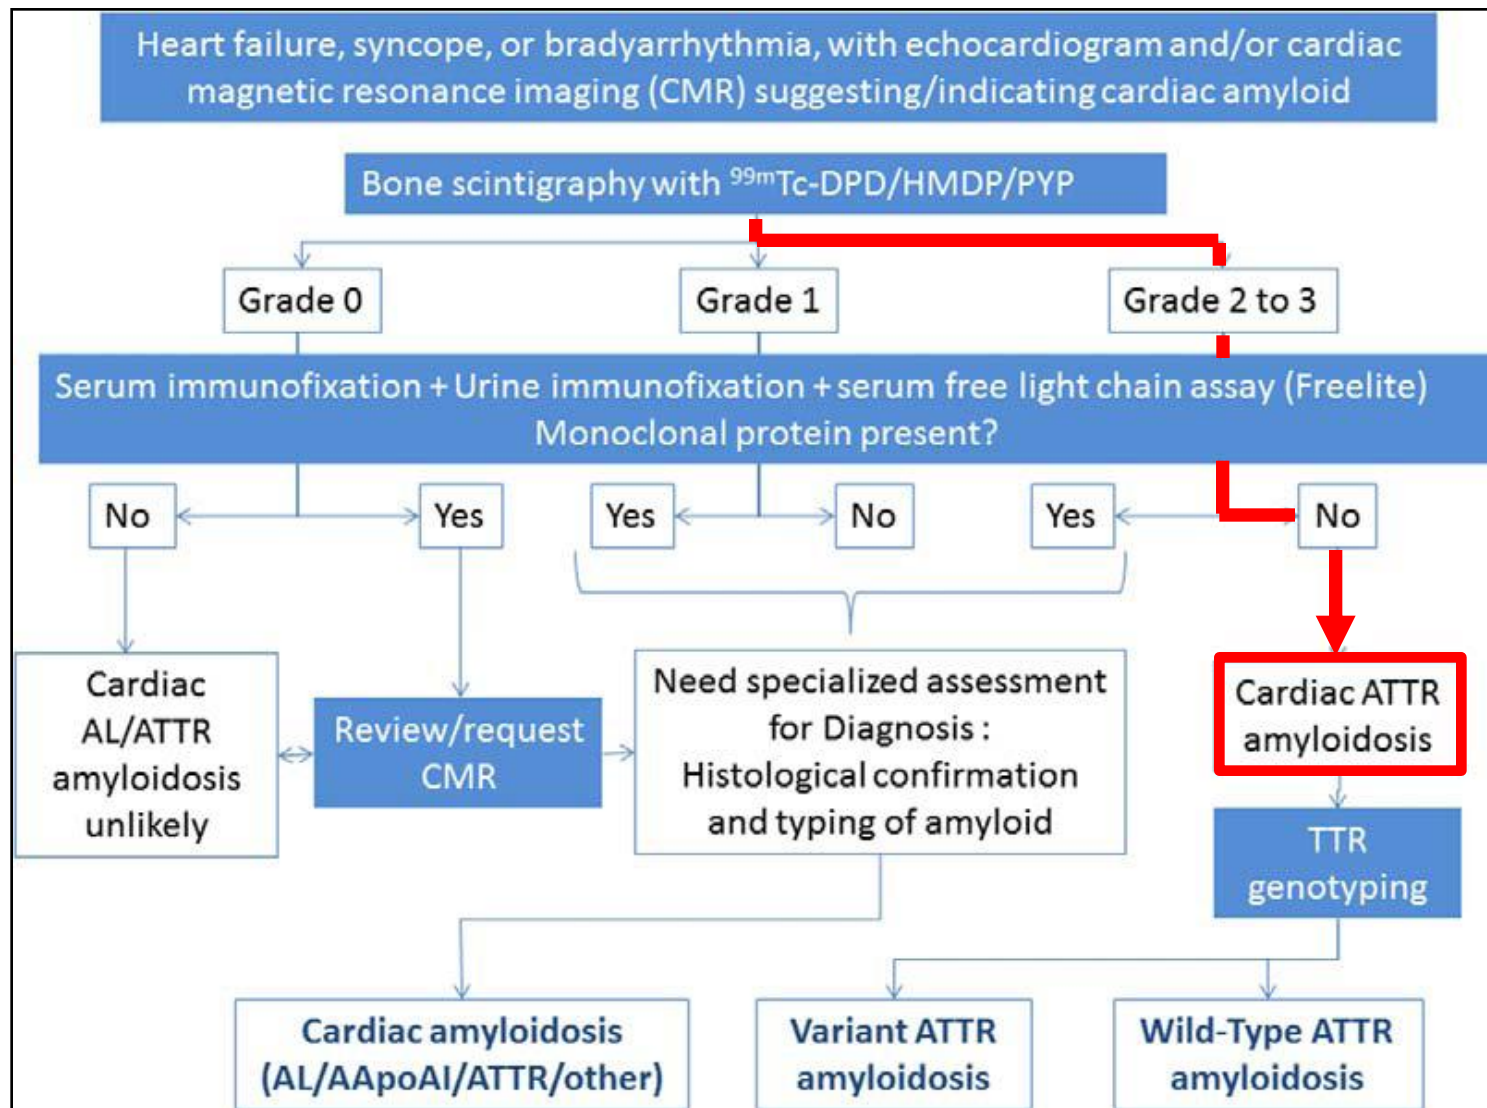 Heart failure, syncope, or bradyarrhythmia, with echocardiogram and/or cardiac
magnetic resonance imaging (CMR) suggesting/indicating cardiac amyloid
Bone scintigraphy with ⁹⁹ᵐTc-DPD/HMDP/PYP
Grade 0
Grade 1
Grade 2 to 3
Serum immunofixation + Urine immunofixation + serum free light chain assay (Freelite)
Monoclonal protein present?
No
Yes
Yes
No
Yes
No
Cardiac
AL/ATTR
amyloidosis
unlikely
Review/request
CMR
Need specialized assessment
for Diagnosis :
Histological confirmation
and typing of amyloid
Cardiac ATTR
amyloidosis
TTR
genotyping
Cardiac amyloidosis
(AL/AApoAI/ATTR/other)
Variant ATTR
amyloidosis
Wild-Type ATTR
amyloidosis